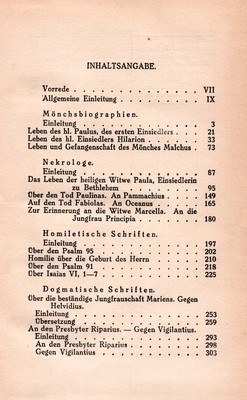 INHALTSANGABE.
Vorrede . . . . . . . . . . . . . . . VII
Allgemeine Einleitung . . . . . . . . . . IX
Mönchsbiographien.
Einleitung . . . . . . . . . . . . . . 3
Leben des hl. Paulus, des ersten Einsiedlers . . 21
Leben des hl. Einsiedlers Hilarion . . . . . 33
Leben und Gefangenschaft des Mönches Malchus . 73
Nekrologe.
Einleitung . . . . . . . . . . . . . . 87
Das Leben der heiligen Witwe Paula, Einsiedlerin
zu Bethlehem . . . . . . . . . . . 95
Über den Tod Paulinas. An Pammachius . . . 149
Auf den Tod Fabiolas. An Oceanus . . . . . 165
Zur Erinnerung an die Witwe Marcella. An die
Jungfrau Principia . . . . . . . . . 180
Homiletische Schriften.
Einleitung . . . . . . . . . . . . . . 197
Über den Psalm 95 . . . . . . . . . . . 202
Homilie über die Geburt des Herrn . . . . . 210
Über den Psalm 91 . . . . . . . . . . . 218
Über Isaias VI, 1—7 . . . . . . . . . . 225
Dogmatische Schriften.
Über die beständige Jungfrauschaft Mariens. Gegen
Helvidius.
Einleitung . . . . . . . . . . . . . 253
Übersetzung . . . . . . . . . . . . 259
An den Presbyter Riparius. — Gegen Vigilantius.
Einleitung . . . . . . . . . . . . . 293
An den Presbyter Riparius . . . . . . . 298
Gegen Vigilantius . . . . . . . . . . 303